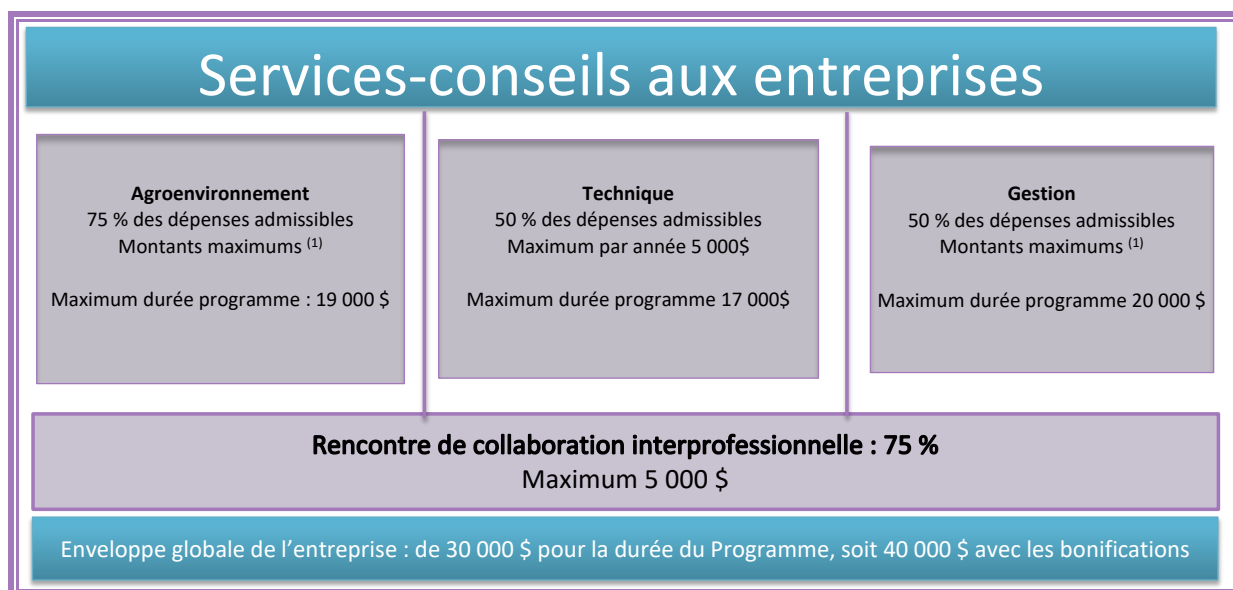 Services-conseils aux entreprises
Agroenvironnement
75 % des dépenses admissibles
Montants maximums (1)
Maximum durée programme : 19 000 $
Technique
50 % des dépenses admissibles
Maximum par année 5 000$
Maximum durée programme 17 000$
Gestion
50 % des dépenses admissibles
Montants maximums (1)
Maximum durée programme 20 000 $
Rencontre de collaboration interprofessionnelle : 75 %
Maximum 5 000 $
Enveloppe globale de l’entreprise : de 30 000 $ pour la durée du Programme, soit 40 000 $ avec les bonifications